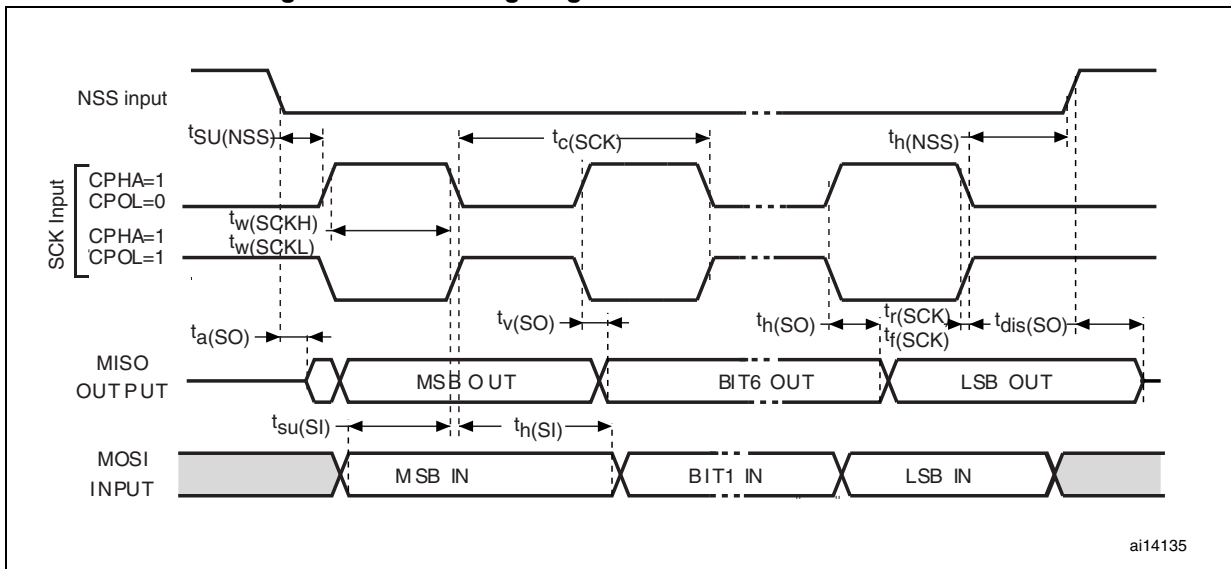 NSS input
tSU(NSS)
tc(SCK)
th(NSS)
SCK Input
CPHA=1
CPOL=0
tw(SCKH)
tw(SCKL)
CPHA=1
CPOL=1
ta(SO)
tv(SO)
th(SO)
tr(SCK)
tf(SCK)
tdis(SO)
MISO
OUTPUT
MSB OUT
BIT6 OUT
LSB OUT
tsu(SI)
th(SI)
MOSI
INPUT
MSB IN
BIT1 IN
LSB IN
ai14135